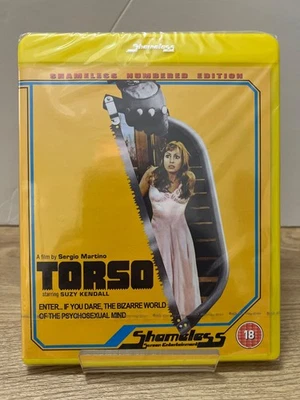 Shameless
SHAMELESS NUMBERED EDITION
A film by Sergio Martino
TORSO
starring SUZY KENDALL
ENTER... IF YOU DARE, THE BIZARRE WORLD
OF THE PSYCHOSEXUAL MIND
Shameless
Screen Entertainment
18